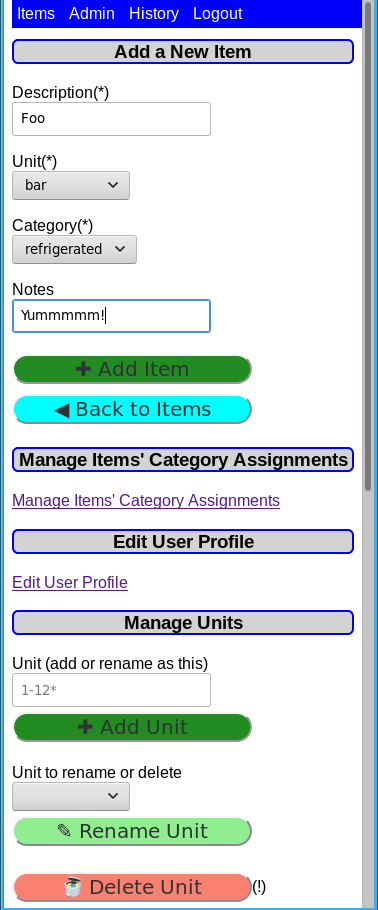 Items Admin History Logout
Add a New Item
Description(*)
Foo
Unit(*)
bar
Category(*)
refrigerated
Notes
Yummmmm!
✚ Add Item
◀ Back to Items
Manage Items' Category Assignments
Manage Items' Category Assignments
Edit User Profile
Edit User Profile
Manage Units
Unit (add or rename as this)
1-12*
✚ Add Unit
Unit to rename or delete
✎ Rename Unit
Delete Unit (!)